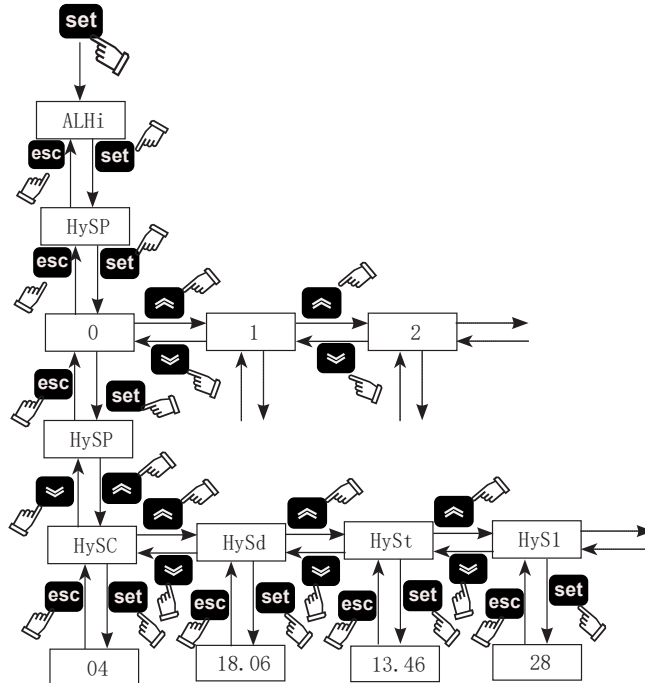 set
ALHi
esc
set
HySP
esc
set
0
1
2
esc
set
HySP
HySC
HySd
HySt
HyS1
esc
set
esc
set
esc
set
esc
set
04
18.06
13.46
28